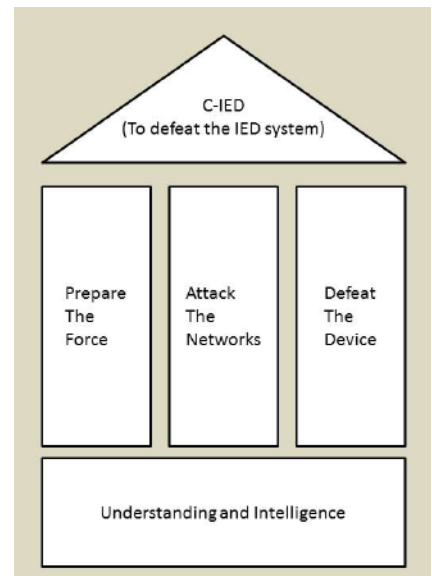 C-IED
(To defeat the IED system)
Prepare
The
Force
Attack
The
Networks
Defeat
The
Device
Understanding and Intelligence